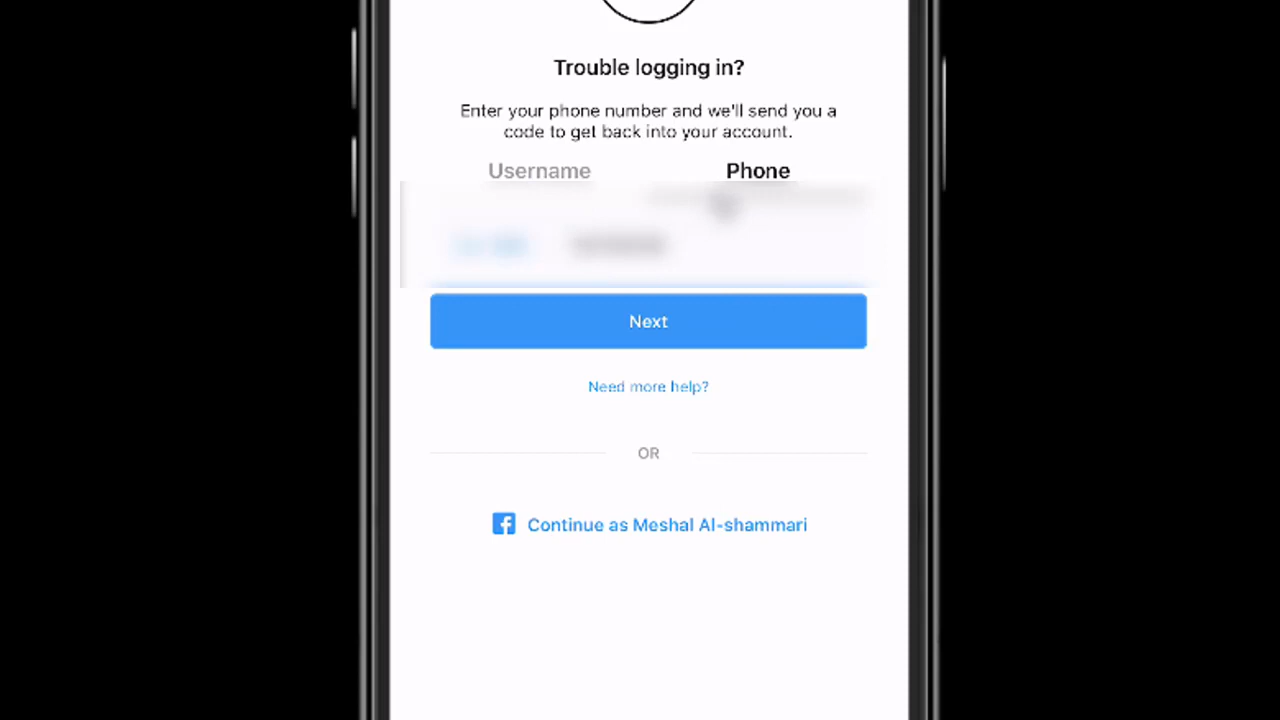 Trouble logging in?
Enter your phone number and we'll send you a
code to get back into your account.
Username Phone
Next
Need more help?
OR
Continue as Meshal Al-shammari